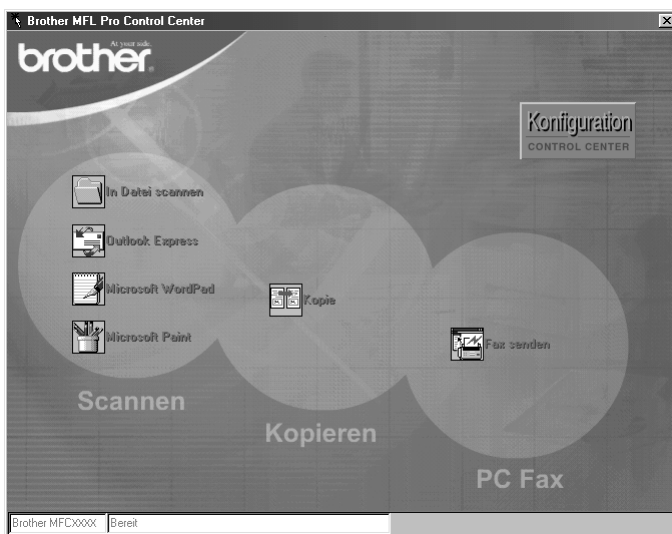 Brother MFL Pro Control Center
At your side.
brother
Konfiguration
CONTROL CENTER
In Datei scannen
Outlook Express
Microsoft WordPad
Microsoft Paint
Scannen
Kopie
Kopieren
Fax senden
PC Fax
Brother MFCXXXX
Bereit